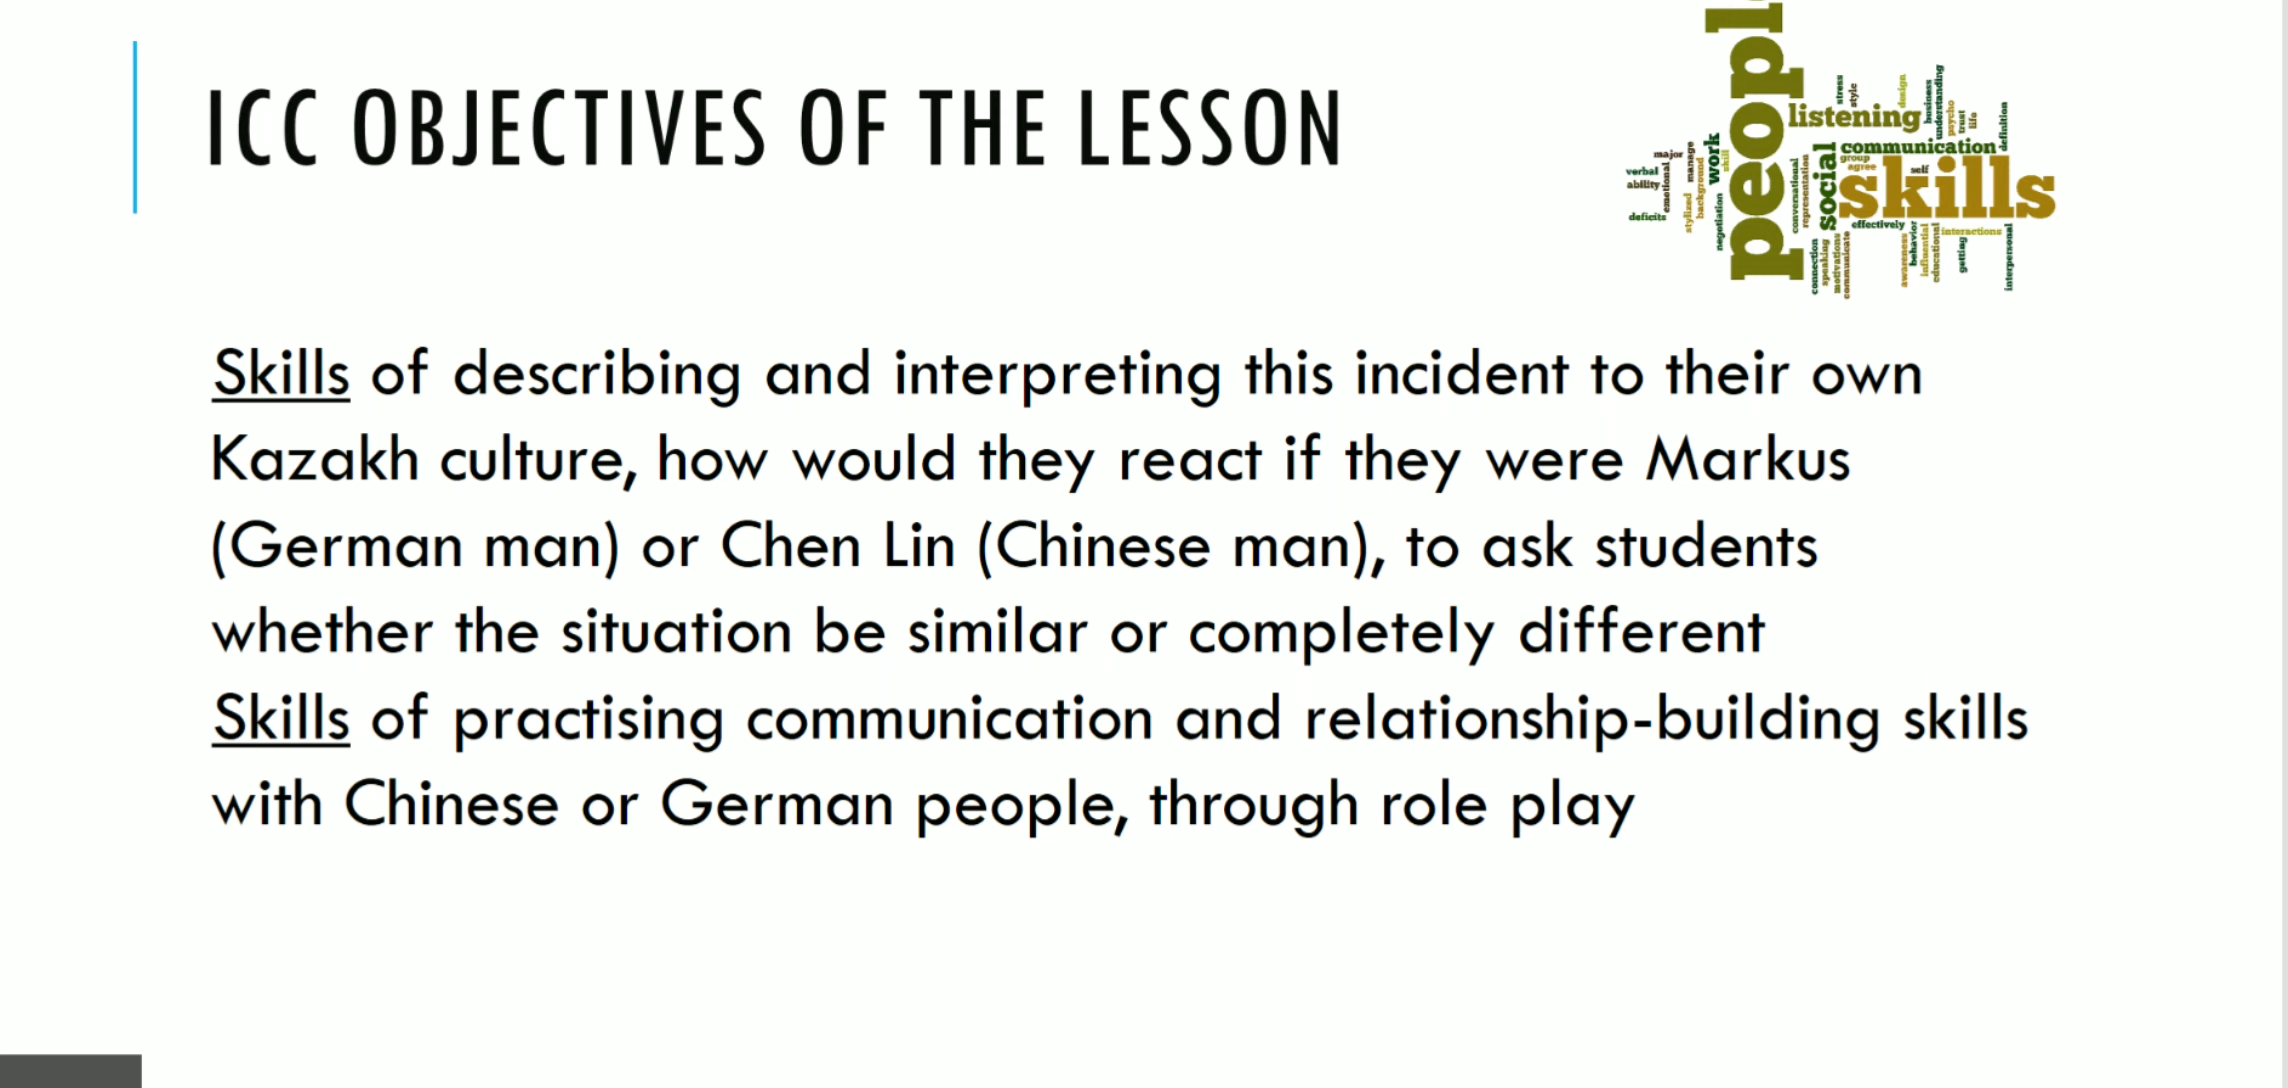 ICC OBJECTIVES OF THE LESSON
peopl
listening
communication
skills
social
work
stress
style
design
business
understanding
psycho
trust
life
definition
major
manage
skill
verbal
ability
emotional
background
stylized
deficits
negotiation
conversational
representation
group
agree
self
effectively
interactions
connection
speaking
motivations
communicate
awareness
behavior
influential
educational
getting
interpersonal
Skills of describing and interpreting this incident to their own
Kazakh culture, how would they react if they were Markus
(German man) or Chen Lin (Chinese man), to ask students
whether the situation be similar or completely different
Skills of practising communication and relationship-building skills
with Chinese or German people, through role play